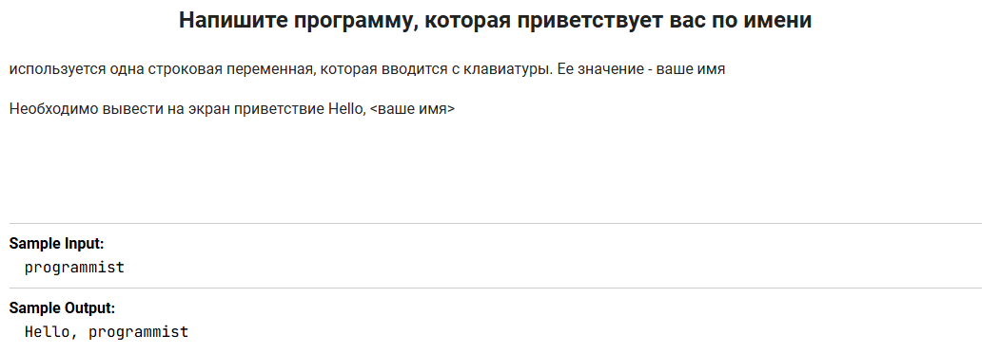 Напишите программу, которая приветствует вас по имени
используется одна строковая переменная, которая вводится с клавиатуры. Ее значение - ваше имя
Необходимо вывести на экран приветствие Hello, <ваше имя>
Sample Input:
programmist
Sample Output:
Hello, programmist